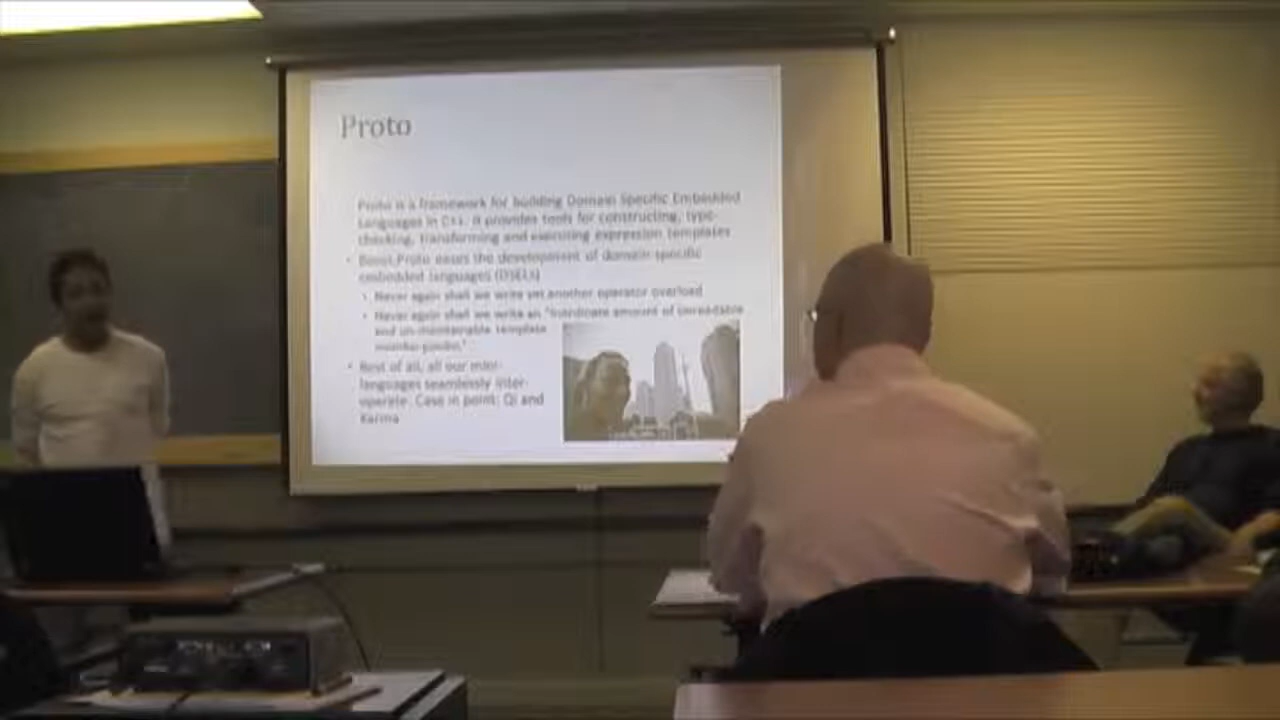 Proto
Proto is a framework for building Domain Specific Embedded
Languages in C++. It provides tools for constructing, type-
checking, transforming and executing expression templates
Boost.Proto eases the development of domain-specific
embedded languages (DSELs)
Never again shall we write yet another operator overload
Never again shall we write an "inordinate amount of unreadable
and un-maintainable template
Best of all, all our mini-
languages seamlessly inter-
operate. Case in point: Qi and
Karma